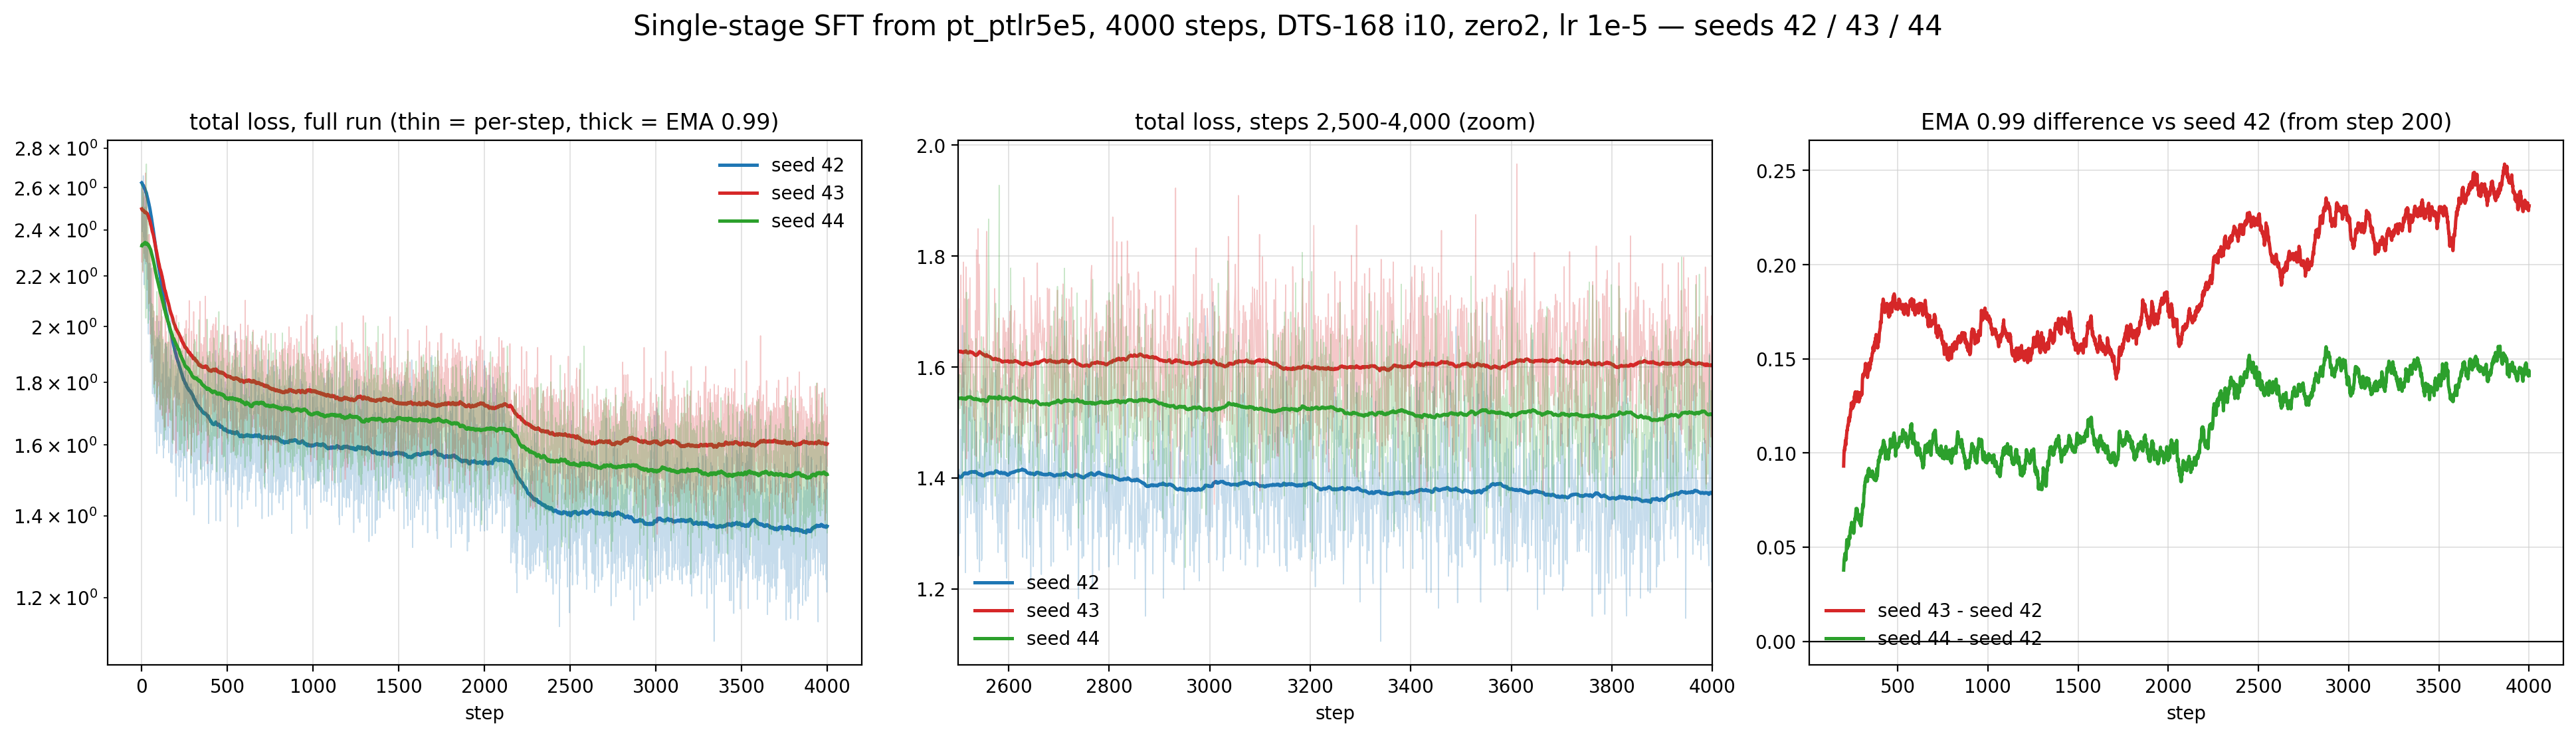 Single-stage SFT from pt_ptlr5e5, 4000 steps, DTS-168 i10, zero2, lr 1e-5 — seeds 42 / 43 / 44
total loss, full run (thin = per-step, thick = EMA 0.99)
2.8 × 10⁰
2.6 × 10⁰
2.4 × 10⁰
2.2 × 10⁰
2 × 10⁰
1.8 × 10⁰
1.6 × 10⁰
1.4 × 10⁰
1.2 × 10⁰
seed 42
seed 43
seed 44
0 500 1000 1500 2000 2500 3000 3500 4000
step
total loss, steps 2,500-4,000 (zoom)
2.0
1.8
1.6
1.4
1.2
seed 42
seed 43
seed 44
2600 2800 3000 3200 3400 3600 3800 4000
step
EMA 0.99 difference vs seed 42 (from step 200)
0.25
0.20
0.15
0.10
0.05
0.00
seed 43 - seed 42
seed 44 - seed 42
500 1000 1500 2000 2500 3000 3500 4000
step